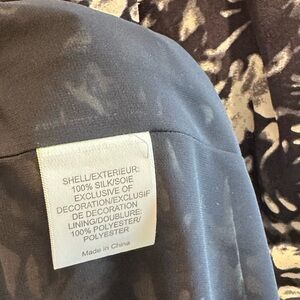 SHELL/EXTERIEUR:
100% SILK/SOIE
EXCLUSIVE OF
DECORATION/EXCLUSIF
DE DECORATION
LINING/DOUBLURE:
100% POLYESTER/
POLYESTER
Made in China